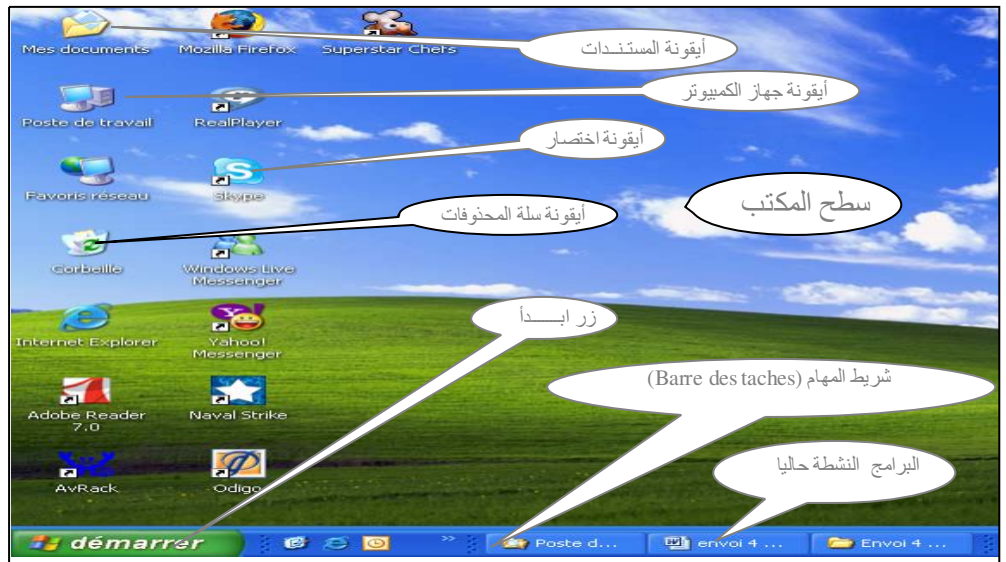 Mes documents
Mozilla Firefox
Superstar Chefs
أيقونة المستنــدات
Poste de travail
RealPlayer
أيقونة جهاز الكمبيوتر
أيقونة اختصار
Favoris réseau
Skype
سطح المكتب
أيقونة سلة المحذوفات
Corbeille
Windows Live
Messenger
زر ابــــــدأ
Internet Explorer
Yahoo!
Messenger
شريط المهام (Barre des taches)
Adobe Reader
7.0
Naval Strike
البرامج النشطة حاليا
AvRack
Odigo
démarrer
Poste d...
envoi 4 ...
Envoi 4 ...